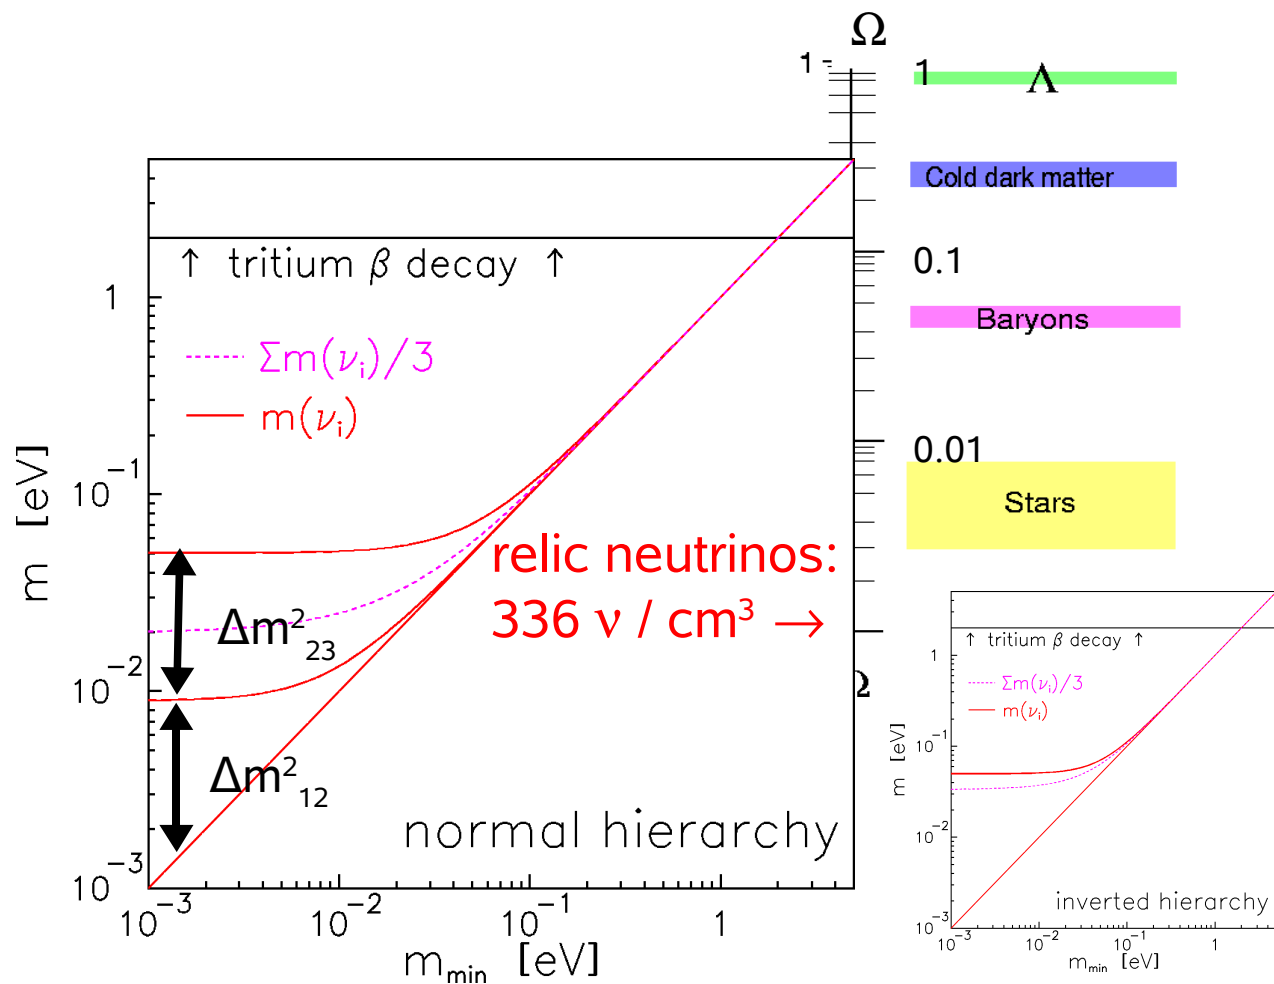 Ω
1
1
Λ
Cold dark matter
0.1
Baryons
0.01
Stars
↑ tritium β decay ↑
1
Σm(νᵢ)/3
m(νᵢ)
m [eV]
10⁻¹
relic neutrinos:
336 ν / cm³ →
Δm²₂₃
10⁻²
Δm²₁₂
normal hierarchy
10⁻³
10⁻³ 10⁻² 10⁻¹ 1
m_min [eV]
↑ tritium β decay ↑
1
Σm(νᵢ)/3
m(νᵢ)
m [eV]
10⁻¹
10⁻²
inverted hierarchy
10⁻³
10⁻³ 10⁻² 10⁻¹ 1
m_min [eV]